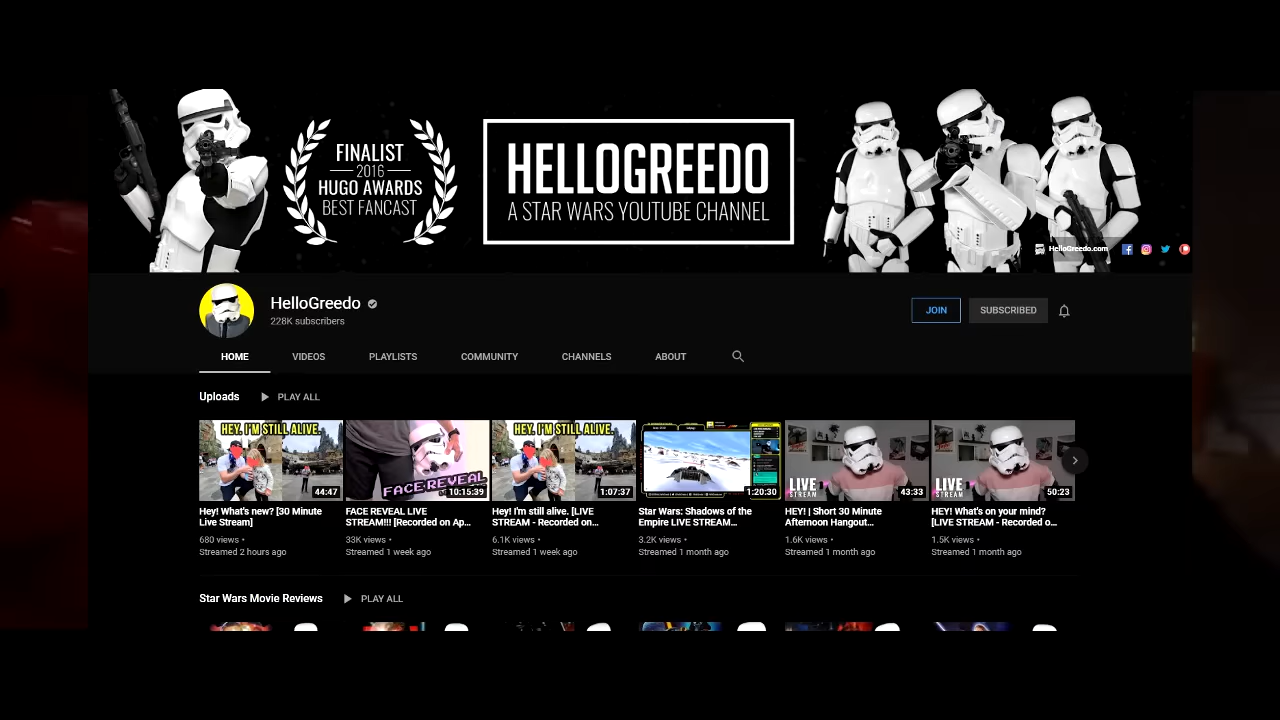 FINALIST
2016
HUGO AWARDS
BEST FANCAST
HELLOGREEDO
A STAR WARS YOUTUBE CHANNEL
HelloGreedo.com
HelloGreedo
228K subscribers
JOIN
SUBSCRIBED
HOME VIDEOS PLAYLISTS COMMUNITY CHANNELS ABOUT
Uploads PLAY ALL
HEY. I'M STILL ALIVE.
44:47
Hey! What's new? [30 Minute
Live Stream]
680 views •
Streamed 2 hours ago
FACE REVEAL
10:15:39
FACE REVEAL LIVE
STREAM!!! [Recorded on Ap...
33K views •
Streamed 1 week ago
HEY. I'M STILL ALIVE.
1:07:37
Hey! I'm still alive. [LIVE
STREAM - Recorded on...
6.1K views •
Streamed 1 week ago
1:20:30
Star Wars: Shadows of the
Empire LIVE STREAM...
3.2K views •
Streamed 1 month ago
LIVE
STREAM
43:33
HEY! | Short 30 Minute
Afternoon Hangout...
1.6K views •
Streamed 1 month ago
LIVE
STREAM
50:23
HEY! What's on your mind?
[LIVE STREAM - Recorded o...
1.5K views •
Streamed 1 month ago
Star Wars Movie Reviews PLAY ALL